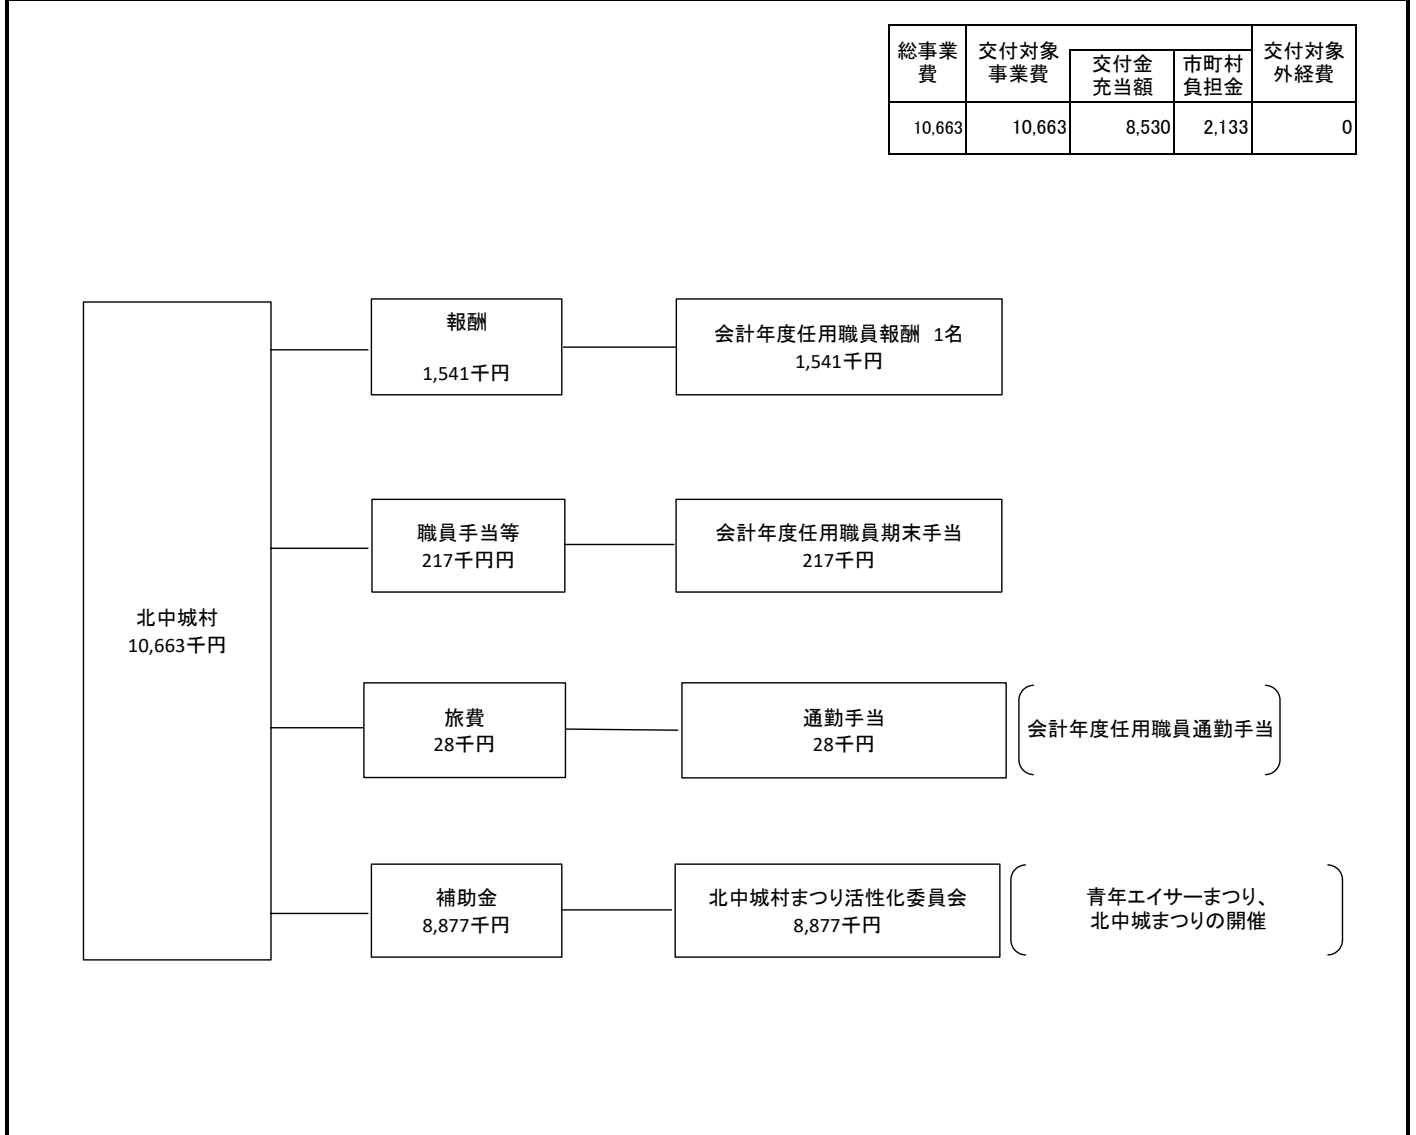 総事業
費
交付対象
事業費
交付金
充当額
市町村
負担金
交付対象
外経費
10,663
10,663
8,530
2,133
0
報酬
1,541千円
会計年度任用職員報酬　1名
1,541千円
職員手当等
217千円円
会計年度任用職員期末手当
217千円
北中城村
10,663千円
旅費
28千円
通勤手当
28千円
会計年度任用職員通勤手当
補助金
8,877千円
北中城村まつり活性化委員会
8,877千円
青年エイサーまつり、
北中城まつりの開催